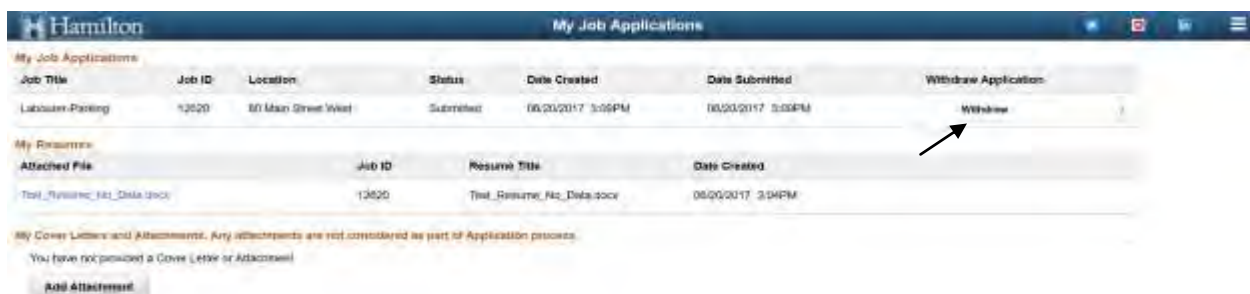 Hamilton My Job Applications
My Job Applications
Job Title Job ID Location Status Date Created Date Submitted Withdraw Application
Labourer-Parking 12620 80 Main Street West Submitted 06/20/2017 3:09PM 06/20/2017 3:09PM Withdraw
My Resumes
Attached File Job ID Resume Title Date Created
Test_Resume_No_Data.docx 12620 Test_Resume_No_Data.docx 06/20/2017 3:04PM
My Cover Letters and Attachments. Any attachments are not considered as part of Application process.
You have not provided a Cover Letter or Attachment
Add Attachment